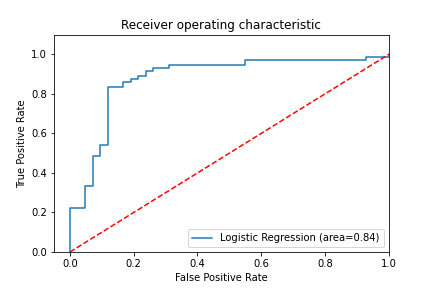 Receiver operating characteristic
True Positive Rate
1.0
0.8
0.6
0.4
0.2
0.0
0.0 0.2 0.4 0.6 0.8 1.0
False Positive Rate
Logistic Regression (area=0.84)